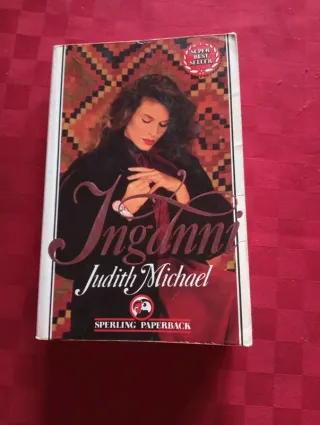 SUPER
BEST
SELLER
Inganni
Judith Michael
SPERLING PAPERBACK